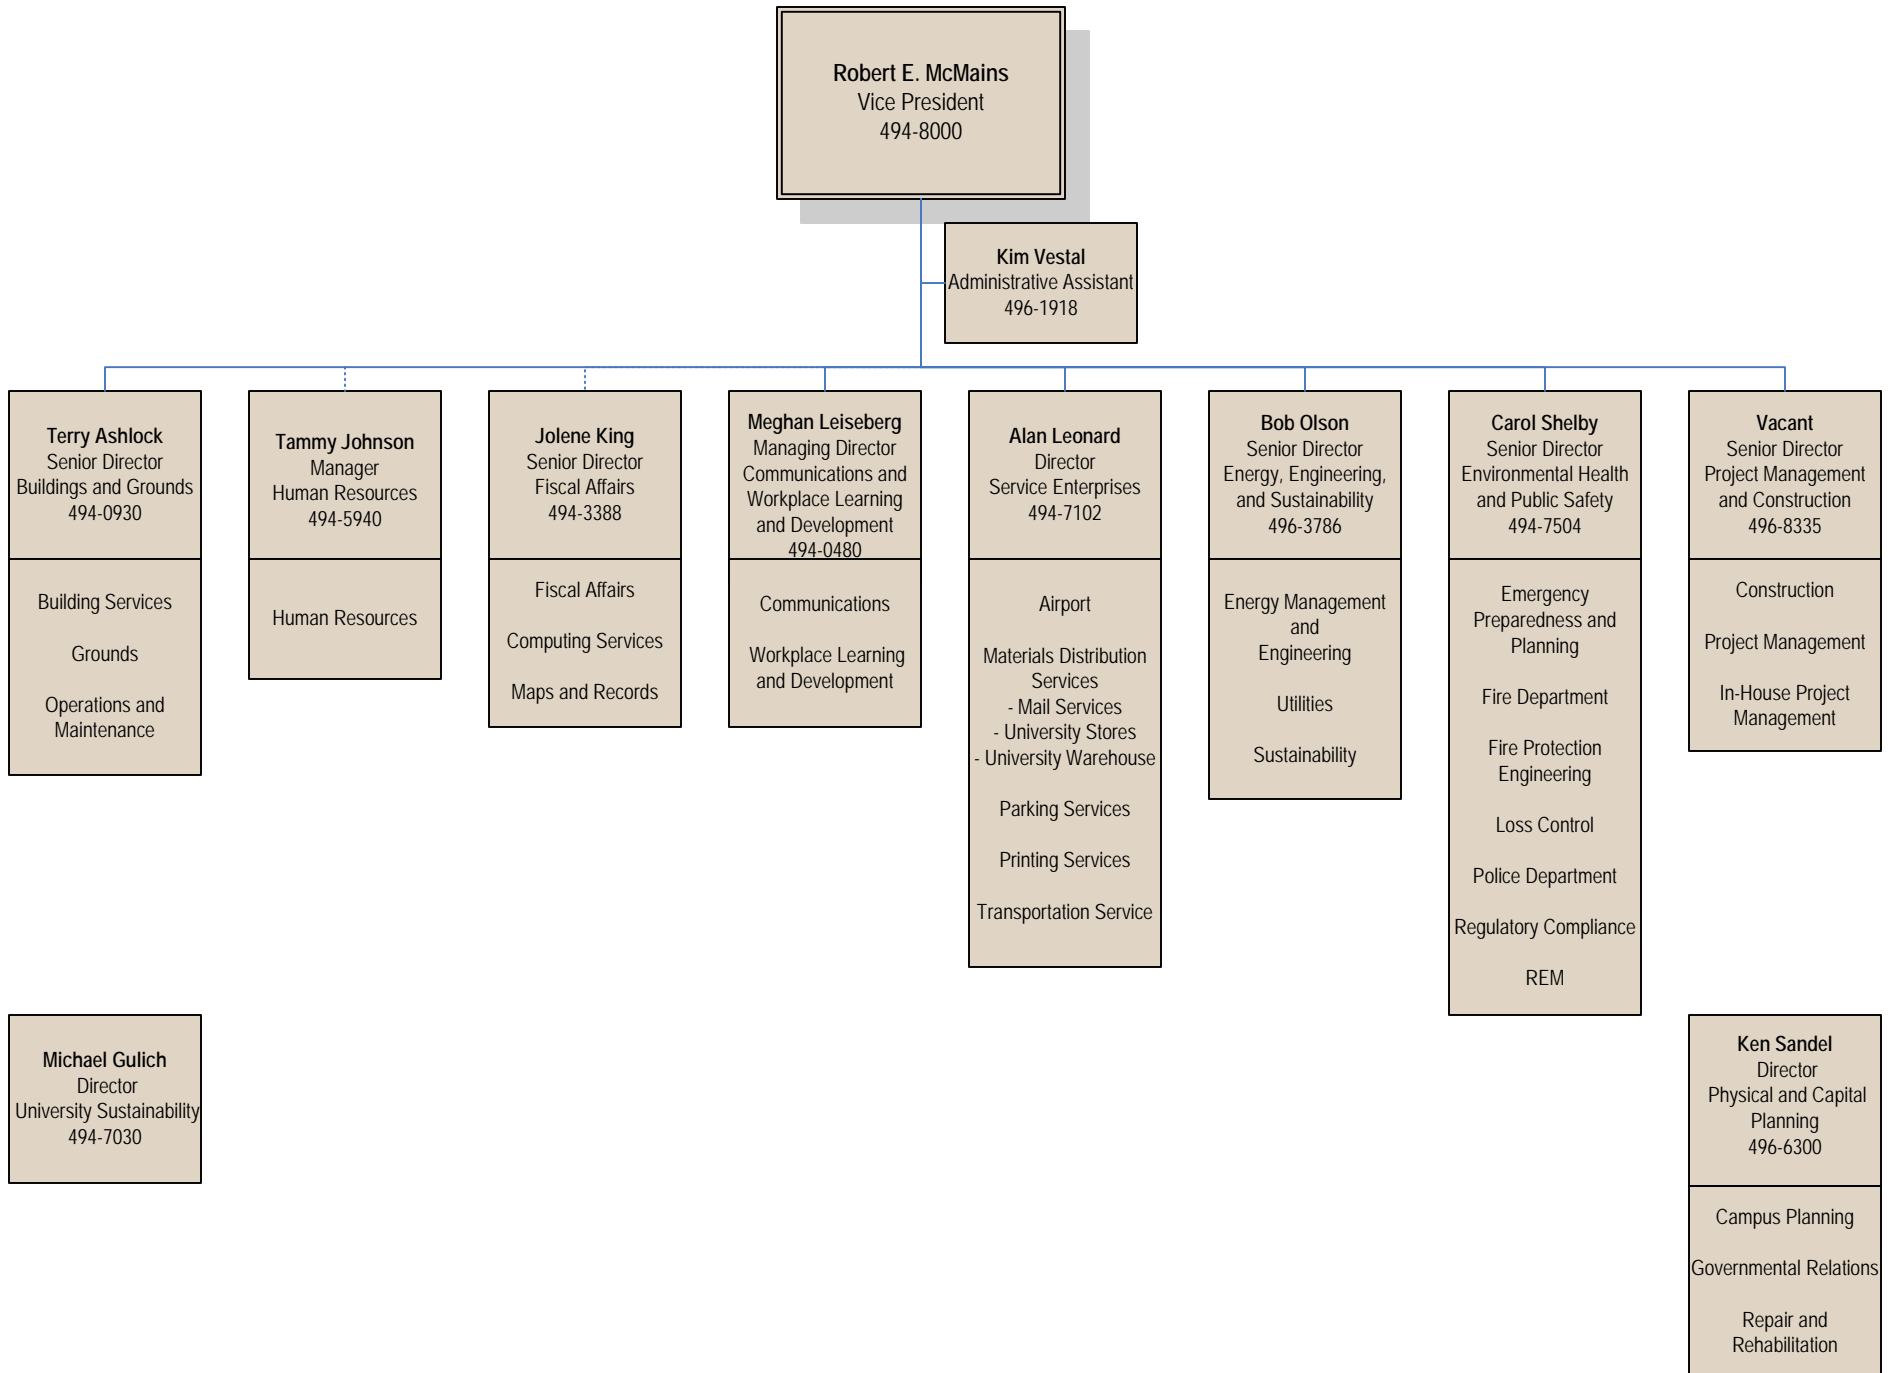 Robert E. McMains
Vice President
494-8000
Kim Vestal
Administrative Assistant
496-1918
Terry Ashlock
Senior Director
Buildings and Grounds
494-0930
Building Services
Grounds
Operations and
Maintenance
Tammy Johnson
Manager
Human Resources
494-5940
Human Resources
Jolene King
Senior Director
Fiscal Affairs
494-3388
Fiscal Affairs
Computing Services
Maps and Records
Meghan Leiseberg
Managing Director
Communications and
Workplace Learning
and Development
494-0480
Communications
Workplace Learning
and Development
Alan Leonard
Director
Service Enterprises
494-7102
Airport
Materials Distribution
Services
- Mail Services
- University Stores
- University Warehouse
Parking Services
Printing Services
Transportation Service
Bob Olson
Senior Director
Energy, Engineering,
and Sustainability
496-3786
Energy Management
and
Engineering
Utilities
Sustainability
Carol Shelby
Senior Director
Environmental Health
and Public Safety
494-7504
Emergency
Preparedness and
Planning
Fire Department
Fire Protection
Engineering
Loss Control
Police Department
Regulatory Compliance
REM
Vacant
Senior Director
Project Management
and Construction
496-8335
Construction
Project Management
In-House Project
Management
Michael Gulich
Director
University Sustainability
494-7030
Ken Sandel
Director
Physical and Capital
Planning
496-6300
Campus Planning
Governmental Relations
Repair and
Rehabilitation